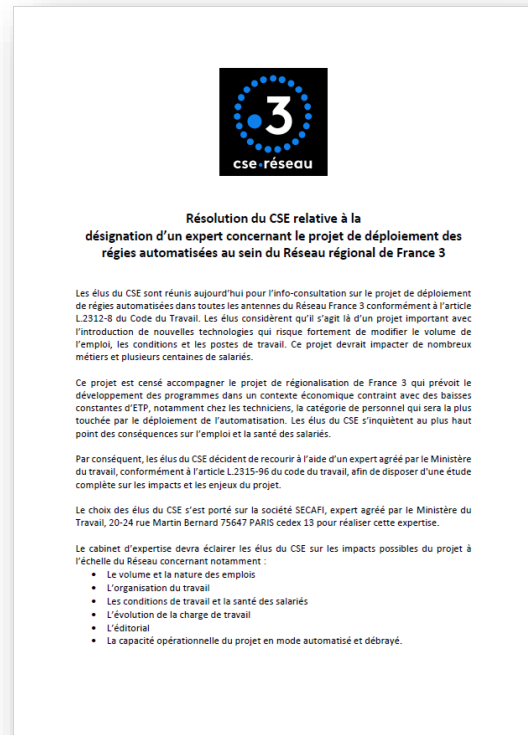 3
cse•réseau
Résolution du CSE relative à la
désignation d’un expert concernant le projet de déploiement des
régies automatisées au sein du Réseau régional de France 3
Les élus du CSE sont réunis aujourd’hui pour l’info-consultation sur le projet de déploiement
de régies automatisées dans toutes les antennes du Réseau France 3 conformément à l’article
L.2312-8 du Code du Travail. Les élus considèrent qu’il s’agit là d’un projet important avec
l’introduction de nouvelles technologies qui risque fortement de modifier le volume de
l’emploi, les conditions et les postes de travail. Ce projet devrait impacter de nombreux
métiers et plusieurs centaines de salariés.
Ce projet est censé accompagner le projet de régionalisation de France 3 qui prévoit le
développement des programmes dans un contexte économique contraint avec des baisses
constantes d’ETP, notamment chez les techniciens, la catégorie de personnel qui sera la plus
touchée par le déploiement de l’automatisation. Les élus du CSE s’inquiètent au plus haut
point des conséquences sur l’emploi et la santé des salariés.
Par conséquent, les élus du CSE décident de recourir à l’aide d’un expert agréé par le Ministère
du travail, conformément à l’article L.2315-96 du code du travail, afin de disposer d’une étude
complète sur les impacts et les enjeux du projet.
Le choix des élus du CSE s’est porté sur la société SECAFI, expert agréé par le Ministère du
Travail, 20-24 rue Martin Bernard 75647 PARIS cedex 13 pour réaliser cette expertise.
Le cabinet d’expertise devra éclairer les élus du CSE sur les impacts possibles du projet à
l’échelle du Réseau concernant notamment :
• Le volume et la nature des emplois
• L’organisation du travail
• Les conditions de travail et la santé des salariés
• L’évolution de la charge de travail
• L’éditorial
• La capacité opérationnelle du projet en mode automatisé et débrayé.